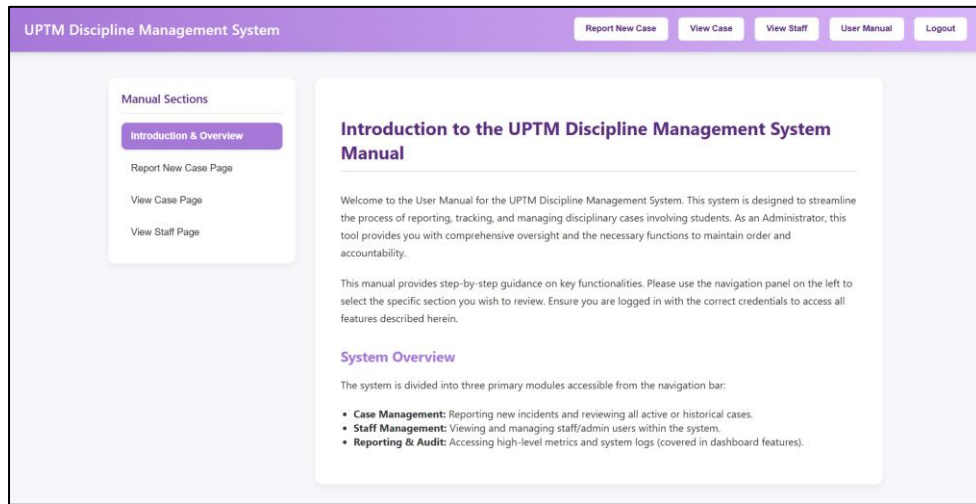 UPTM Discipline Management System
Report New Case
View Case
View Staff
User Manual
Logout
Manual Sections
Introduction & Overview
Report New Case Page
View Case Page
View Staff Page
Introduction to the UPTM Discipline Management System
Manual
Welcome to the User Manual for the UPTM Discipline Management System. This system is designed to streamline
the process of reporting, tracking, and managing disciplinary cases involving students. As an Administrator, this
tool provides you with comprehensive oversight and the necessary functions to maintain order and
accountability.
This manual provides step-by-step guidance on key functionalities. Please use the navigation panel on the left to
select the specific section you wish to review. Ensure you are logged in with the correct credentials to access all
features described herein.
System Overview
The system is divided into three primary modules accessible from the navigation bar:
• Case Management: Reporting new incidents and reviewing all active or historical cases.
• Staff Management: Viewing and managing staff/admin users within the system.
• Reporting & Audit: Accessing high-level metrics and system logs (covered in dashboard features).